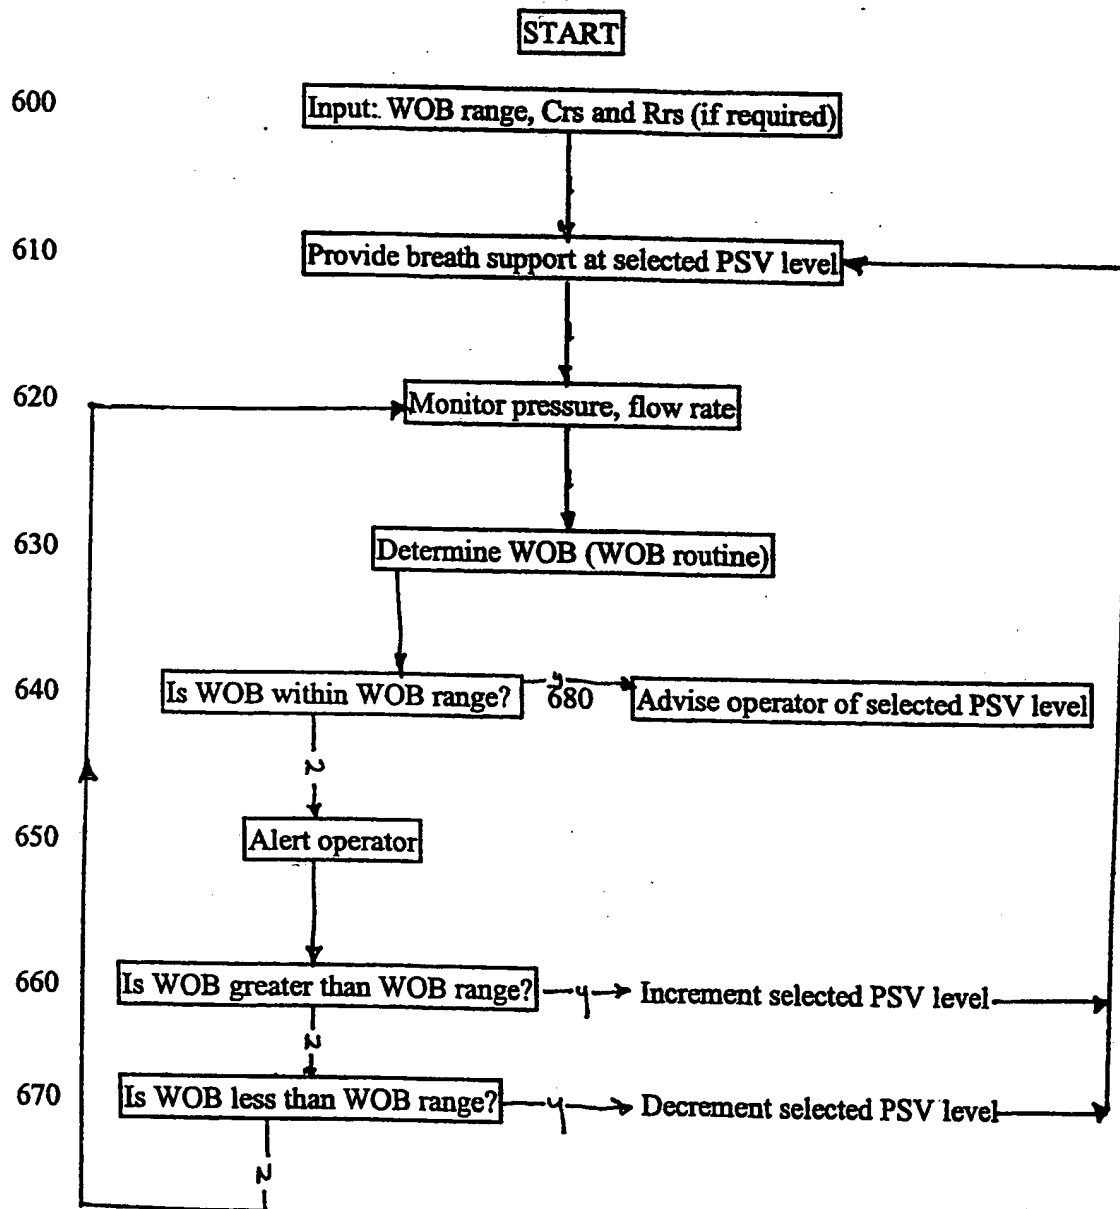 START
600 Input: WOB range, Crs and Rrs (if required)
610 Provide breath support at selected PSV level
620 Monitor pressure, flow rate
630 Determine WOB (WOB routine)
640 Is WOB within WOB range? y 680 Advise operator of selected PSV level
N
650 Alert operator
660 Is WOB greater than WOB range? y Increment selected PSV level
N
670 Is WOB less than WOB range? y Decrement selected PSV level
N